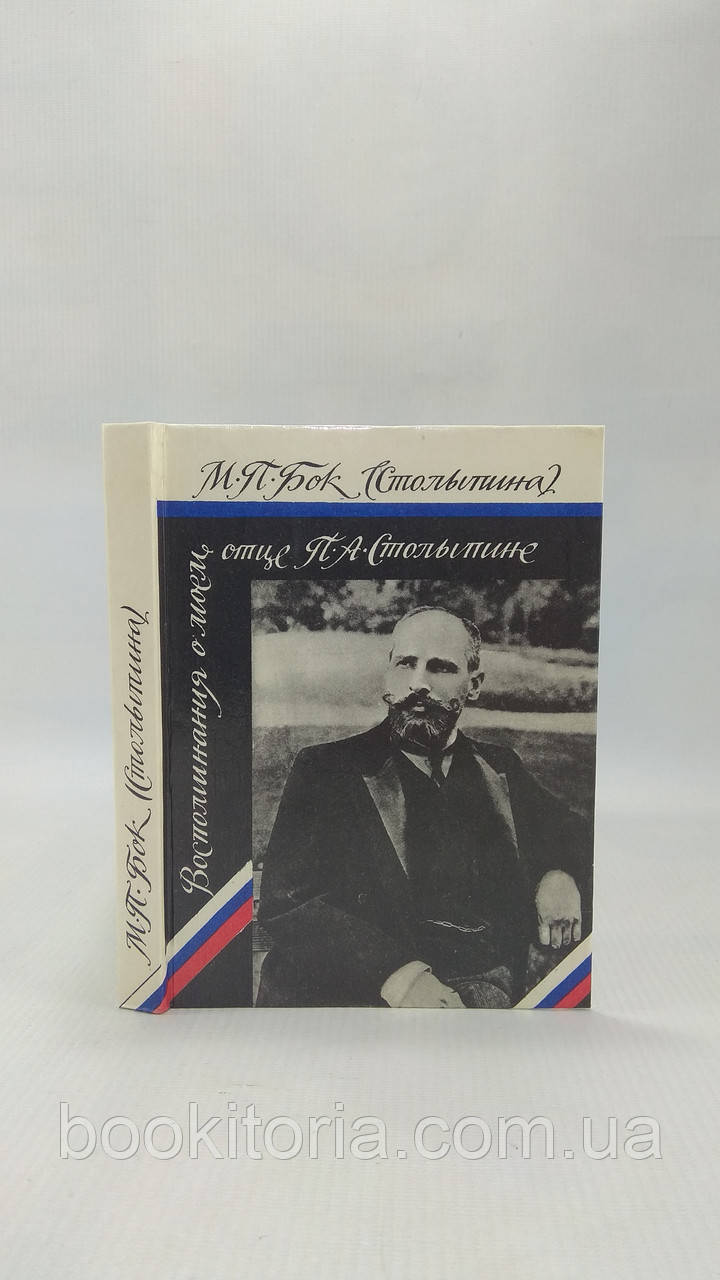 М·П·Бок (Столыпина)
Воспоминания о моем
отце П·А·Столыпине
М·П·Бок (Столыпина)
bookitoria.com.ua